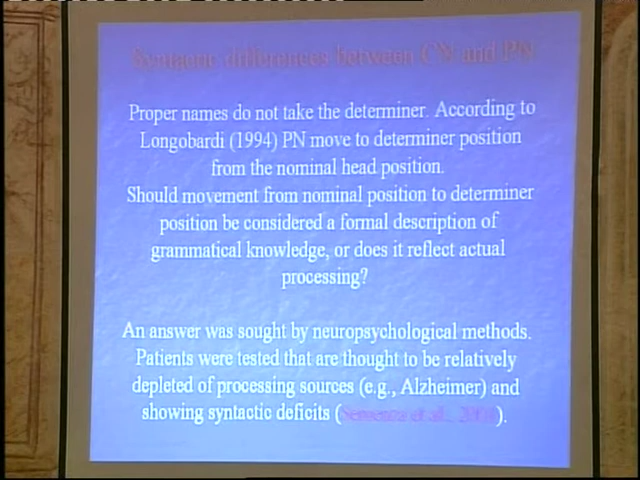 Syntactic differences between CW and PN
Proper names do not take the determiner. According to
Longobardi (1994) PN move to determiner position
from the nominal head position.
Should movement from nominal position to determiner
position be considered a formal description of
grammatical knowledge, or does it reflect actual
processing?
An answer was sought by neuropsychological methods.
Patients were tested that are thought to be relatively
depleted of processing sources (e.g., Alzheimer) and
showing syntactic deficits (Semenza et al., ).